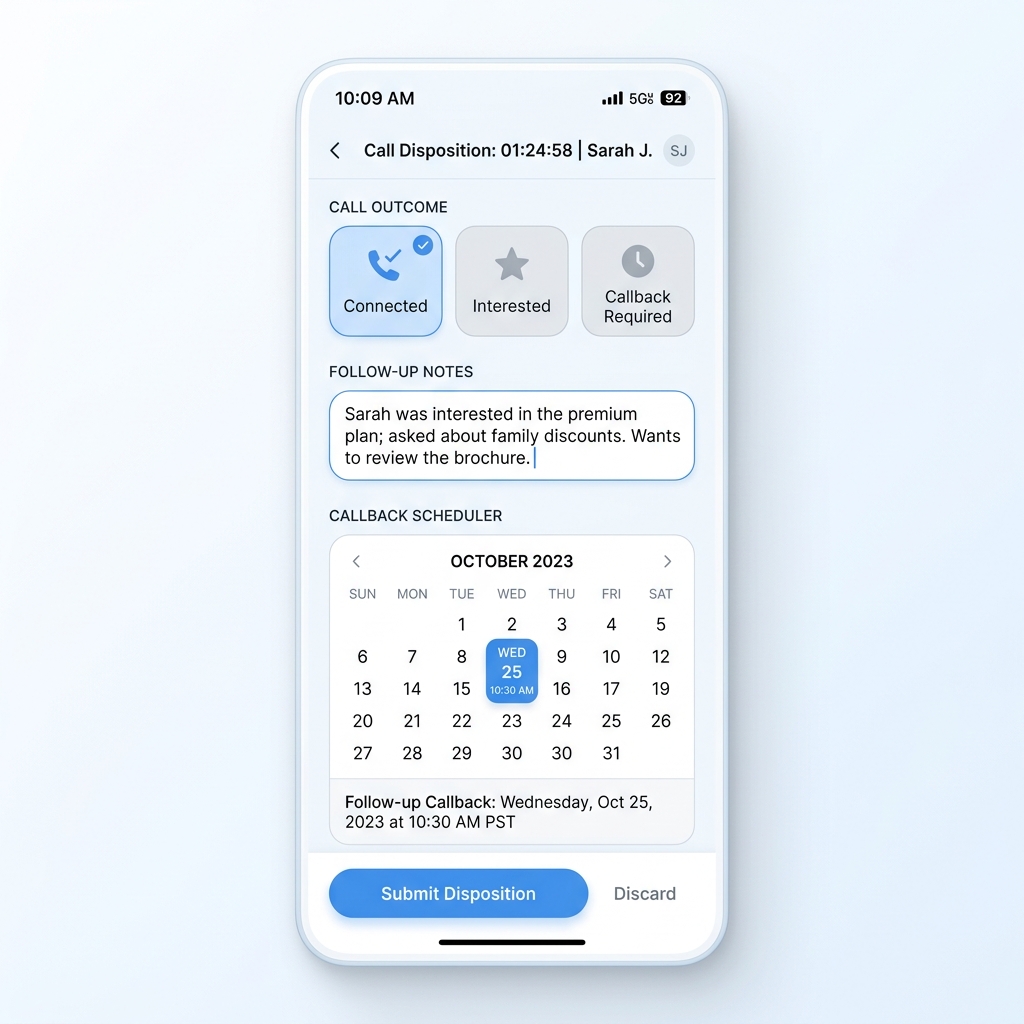 10:09 AM
5G 92
Call Disposition: 01:24:58 | Sarah J. SJ
CALL OUTCOME
Connected Interested Callback
Required
FOLLOW-UP NOTES
Sarah was interested in the premium
plan; asked about family discounts. Wants
to review the brochure.
CALLBACK SCHEDULER
OCTOBER 2023
SUN MON TUE WED THU FRI SAT
1 2 3 4 5
6 7 8 9 10 12
WED
25
10:30 AM
13 14 15 16 17 19
20 21 22 23 24 25 26
27 28 29 30 30 31
Follow-up Callback: Wednesday, Oct 25,
2023 at 10:30 AM PST
Submit Disposition Discard